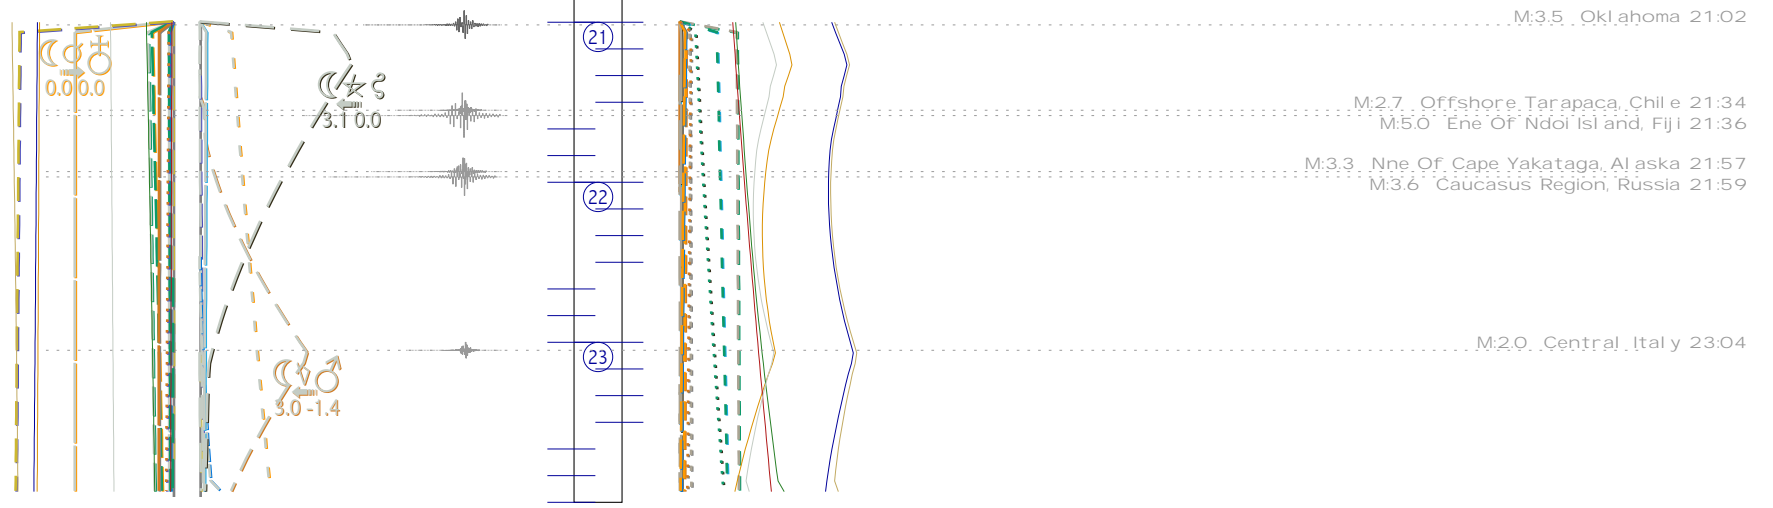 M:3.5 Oklahoma 21:02
21
0.0 0.0
M:2.7 Offshore Tarapaca, Chile 21:34
3.1 0.0
M:5.0 Ene Of Ndoi Island, Fiji 21:36
M:3.3 Nne Of Cape Yakataga, Alaska 21:57
M:3.6 Caucasus Region, Russia 21:59
22
M:2.0 Central Italy 23:04
23
3.0 -1.4